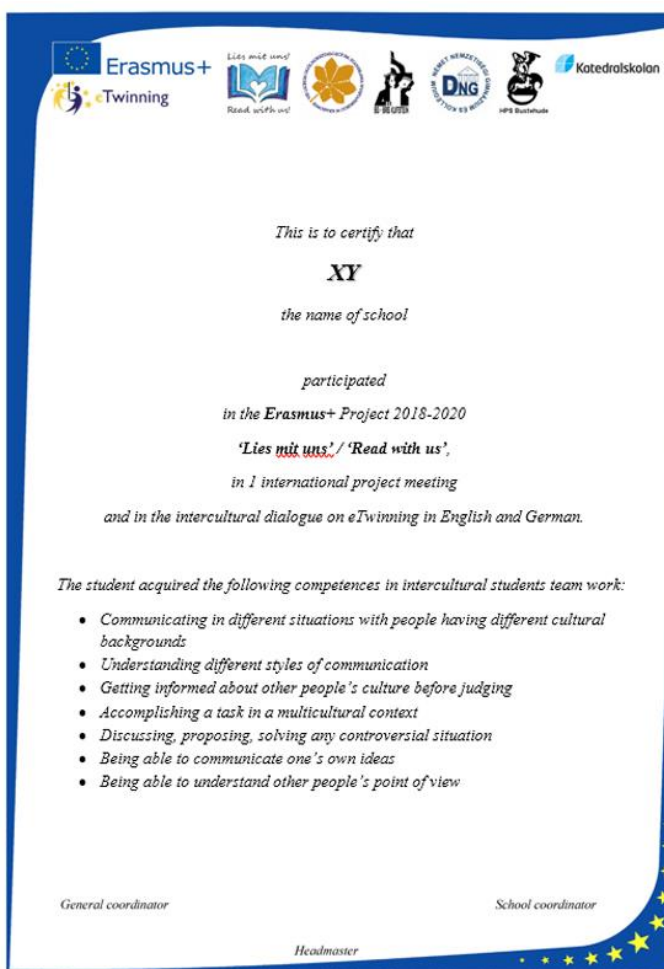 Erasmus+
eTwinning
Lies mit uns!
Read with us!
DNG
HPS Buxtehude
Katedralskolan
This is to certify that
XY
the name of school
participated
in the Erasmus+ Project 2018-2020
‘Lies mit uns’ / ‘Read with us’,
in 1 international project meeting
and in the intercultural dialogue on eTwinning in English and German.
The student acquired the following competences in intercultural students team work:
• Communicating in different situations with people having different cultural
backgrounds
• Understanding different styles of communication
• Getting informed about other people’s culture before judging
• Accomplishing a task in a multicultural context
• Discussing, proposing, solving any controversial situation
• Being able to communicate one’s own ideas
• Being able to understand other people’s point of view
General coordinator
School coordinator
Headmaster